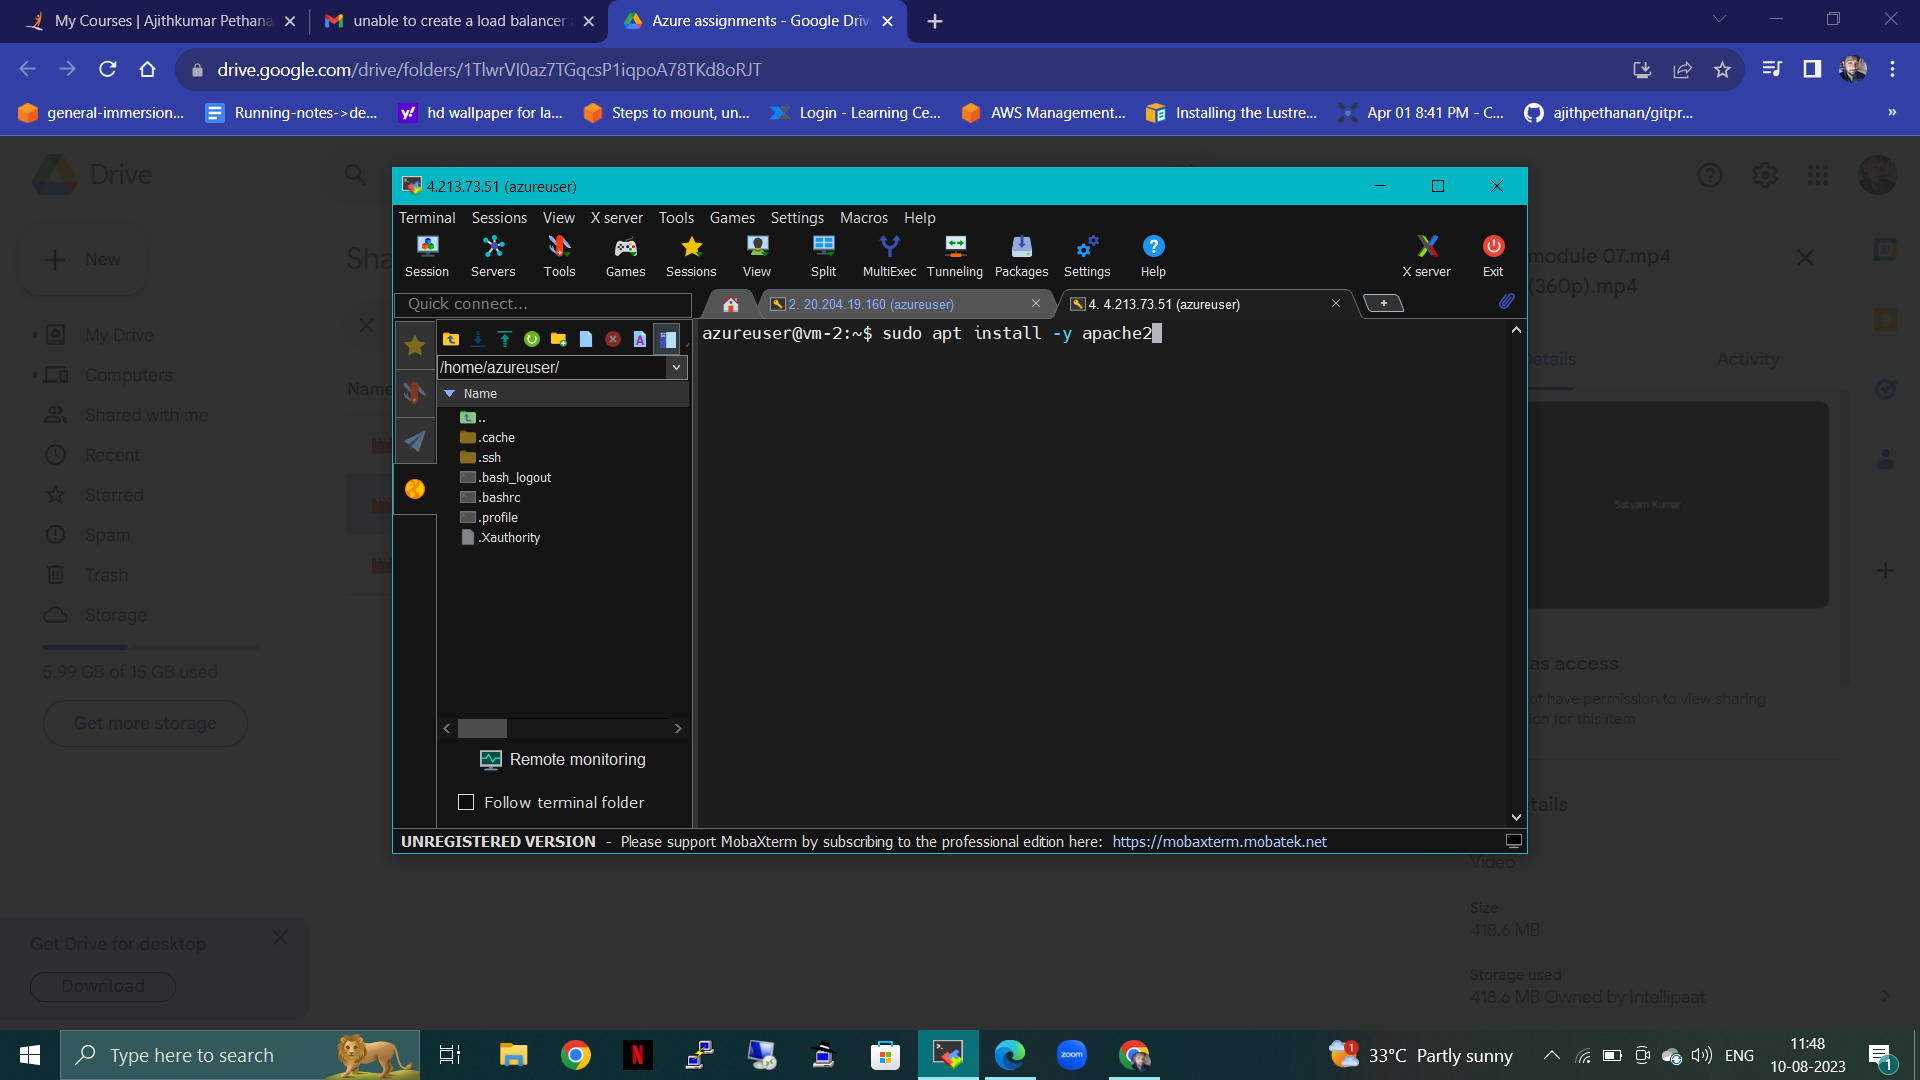 My Courses | Ajithkumar Pethana
unable to create a load balancer
Azure assignments - Google Driv
drive.google.com/drive/folders/1TlwrVI0az7TGqcsP1iqpoA78TKd8oRJT
general-immersion...
Running-notes->de...
hd wallpaper for la...
Steps to mount, un...
Login - Learning Ce...
AWS Management...
Installing the Lustre...
Apr 01 8:41 PM - C...
ajithpethanan/gitpr...
»
Drive
New
Sha
My Drive
Computers
Shared with me
Recent
Starred
Spam
Trash
Storage
5.99 GB of 15 GB used
Get more storage
Get Drive for desktop
Download
Name
4.213.73.51 (azureuser)
Terminal Sessions View X server Tools Games Settings Macros Help
Session Servers Tools Games Sessions View Split MultiExec Tunneling Packages Settings Help X server Exit
Quick connect...
2. 20.204.19.160 (azureuser)
4. 4.213.73.51 (azureuser)
/home/azureuser/
Name
..
.cache
.ssh
.bash_logout
.bashrc
.profile
.Xauthority
Remote monitoring
Follow terminal folder
azureuser@vm-2:~$ sudo apt install -y apache2
UNREGISTERED VERSION - Please support MobaXterm by subscribing to the professional edition here: https://mobaxterm.mobatek.net
module 07.mp4
(360p).mp4
etails
Activity
Satyam Kumar
as access
ot have permission to view sharing
ion for this item
etails
Video
Size
418.6 MB
Storage used
418.6 MB Owned by Intellipaat
Type here to search
zoom
33°C Partly sunny
ENG
11:48
10-08-2023
1